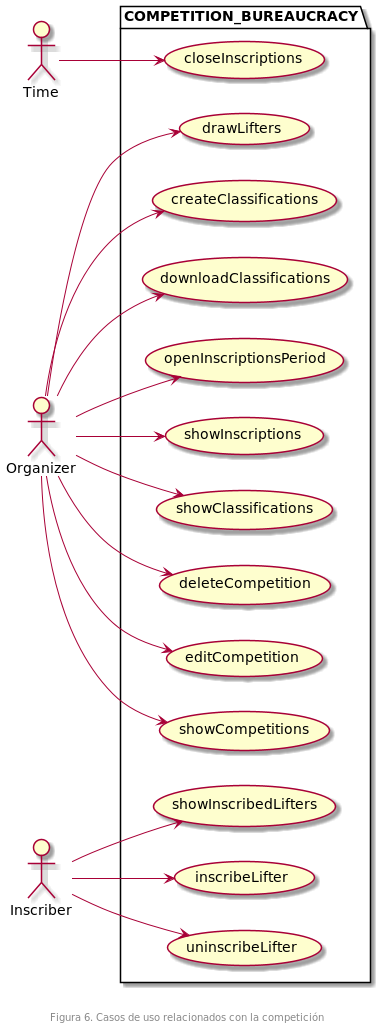 COMPETITION_BUREAUCRACY
closeInscriptions
Time
drawLifters
createClassifications
downloadClassifications
openInscriptionsPeriod
showInscriptions
Organizer
showClassifications
deleteCompetition
editCompetition
showCompetitions
showInscribedLifters
inscribeLifter
Inscriber
uninscribeLifter
Figura 6. Casos de uso relacionados con la competición